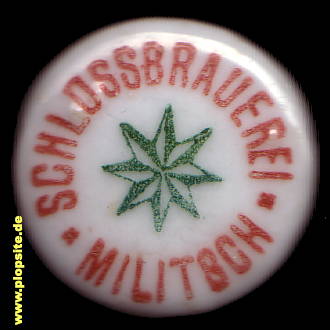 SCHLOSSBRAUEREI
* MILITSCH *
www.plopsite.de